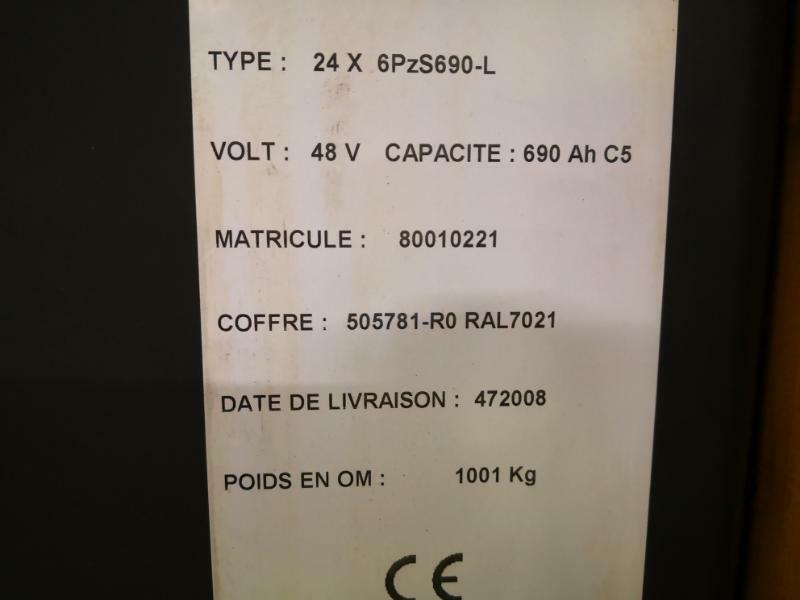 TYPE : 24 X 6PzS690-L
VOLT : 48 V CAPACITE : 690 Ah C5
MATRICULE : 80010221
COFFRE : 505781-R0 RAL7021
DATE DE LIVRAISON : 472008
POIDS EN OM : 1001 Kg
CE